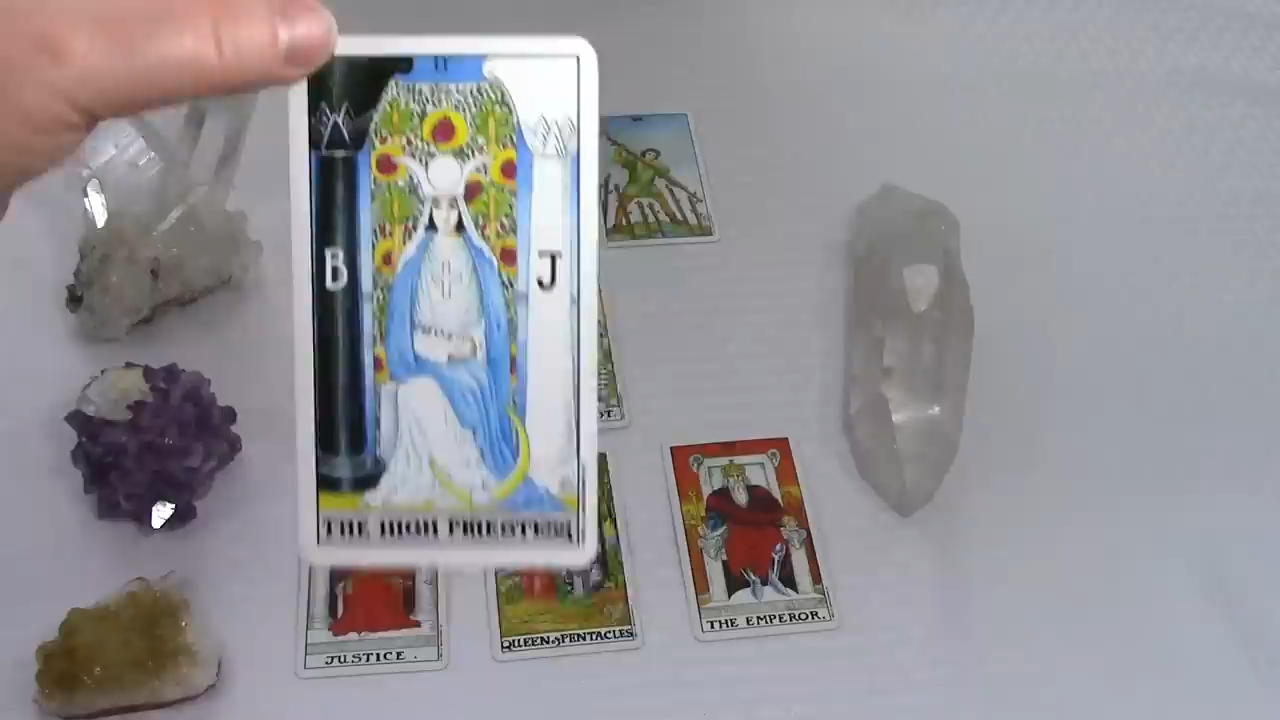 II
B J
THE HIGH PRIESTESS
JUSTICE.
QUEEN of PENTACLES
THE EMPEROR.